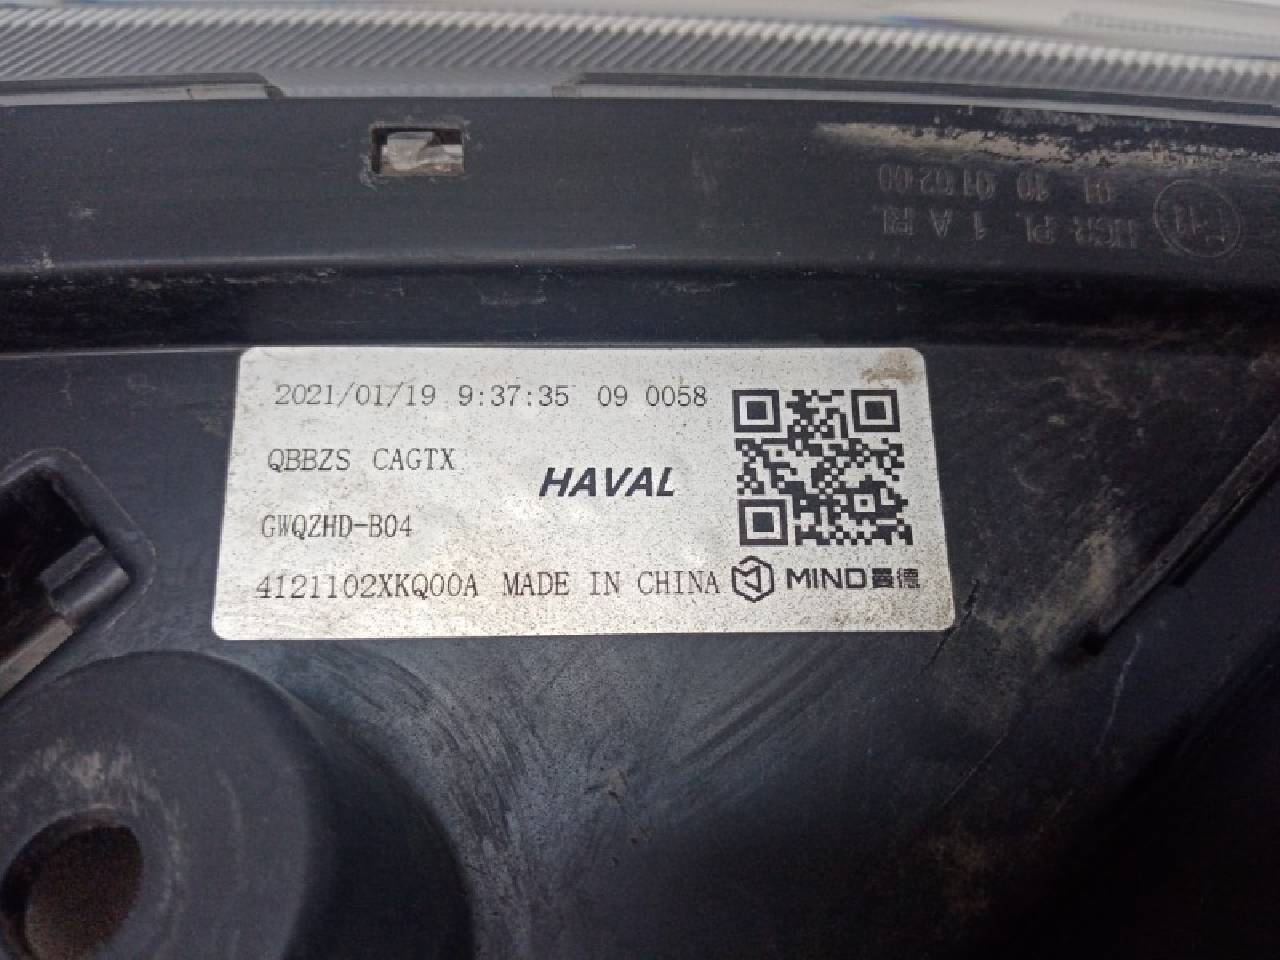 2021/01/19 9:37:35 09 0058
QBBZS CAGTX
HAVAL
GWQZHD-B04
4121102XKQ00A MADE IN CHINA
MIND曼德